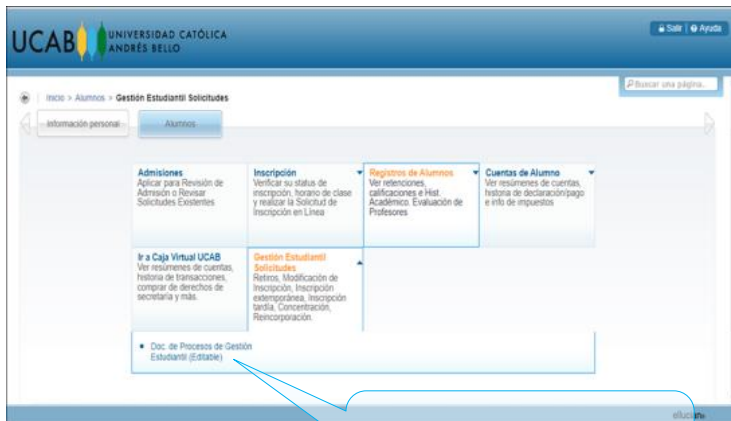 UCAB UNIVERSIDAD CATÓLICA
ANDRÉS BELLO
Salir | Ayuda
Buscar una página..
Inicio > Alumnos > Gestión Estudiantil Solicitudes
Información personal
Alumnos
Admisiones
Aplicar para Revisión de
Admisión o Revisar
Solicitudes Existentes
Inscripción
Verificar su status de
inscripción, horario de clase
y realizar la Solicitud de
Inscripción en Línea
Registros de Alumnos
Ver retenciones,
calificaciones e Hist.
Académico. Evaluación de
Profesores
Cuentas de Alumno
Ver resúmenes de cuentas,
historia de declaración/pago
e info de impuestos
Ir a Caja Virtual UCAB
Ver resúmenes de cuentas,
historia de transacciones,
comprar de derechos de
secretaría y más.
Gestión Estudiantil
Solicitudes
Retiros, Modificación de
Inscripción, Inscripción
extemporánea, Inscripción
tardía, Concentración,
Reincorporación.
Doc. de Procesos de Gestión
Estudiantil (Editable)
ellucian